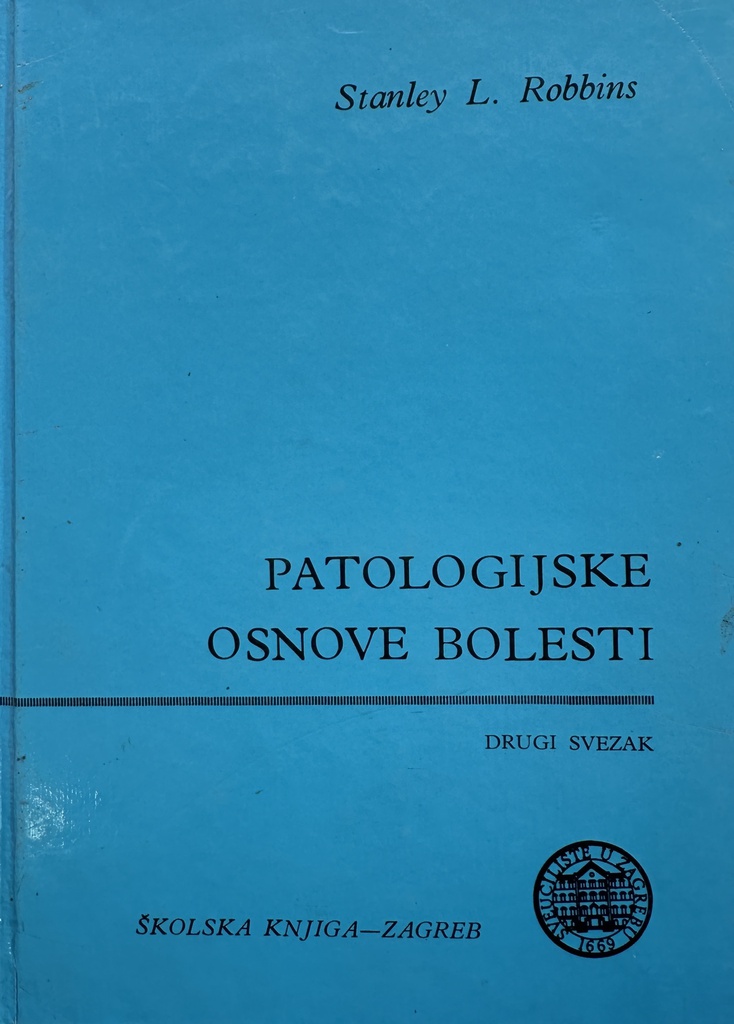 Stanley L. Robbins
PATOLOGIJSKE
OSNOVE BOLESTI
DRUGI SVEZAK
ŠKOLSKA KNJIGA—ZAGREB
SVEUČILIŠTE U ZAGREBU
1669